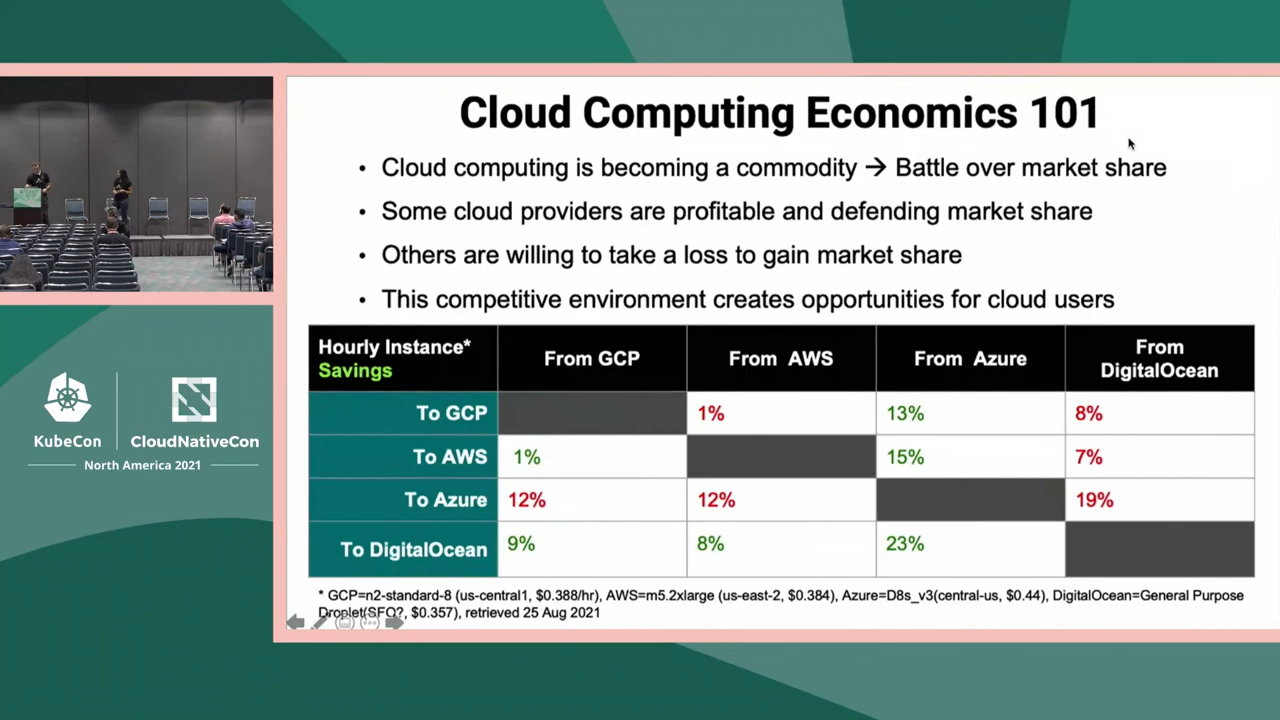 Cloud Computing Economics 101
• Cloud computing is becoming a commodity → Battle over market share
• Some cloud providers are profitable and defending market share
• Others are willing to take a loss to gain market share
• This competitive environment creates opportunities for cloud users
Hourly Instance* Savings From GCP From AWS From Azure From DigitalOcean
To GCP 1% 13% 8%
To AWS 1% 15% 7%
To Azure 12% 12% 19%
To DigitalOcean 9% 8% 23%
* GCP=n2-standard-8 (us-central1, $0.388/hr), AWS=m5.2xlarge (us-east-2, $0.384), Azure=D8s_v3(central-us, $0.44), DigitalOcean=General Purpose
Droplet(SFO?, $0.357), retrieved 25 Aug 2021
KubeCon CloudNativeCon
North America 2021